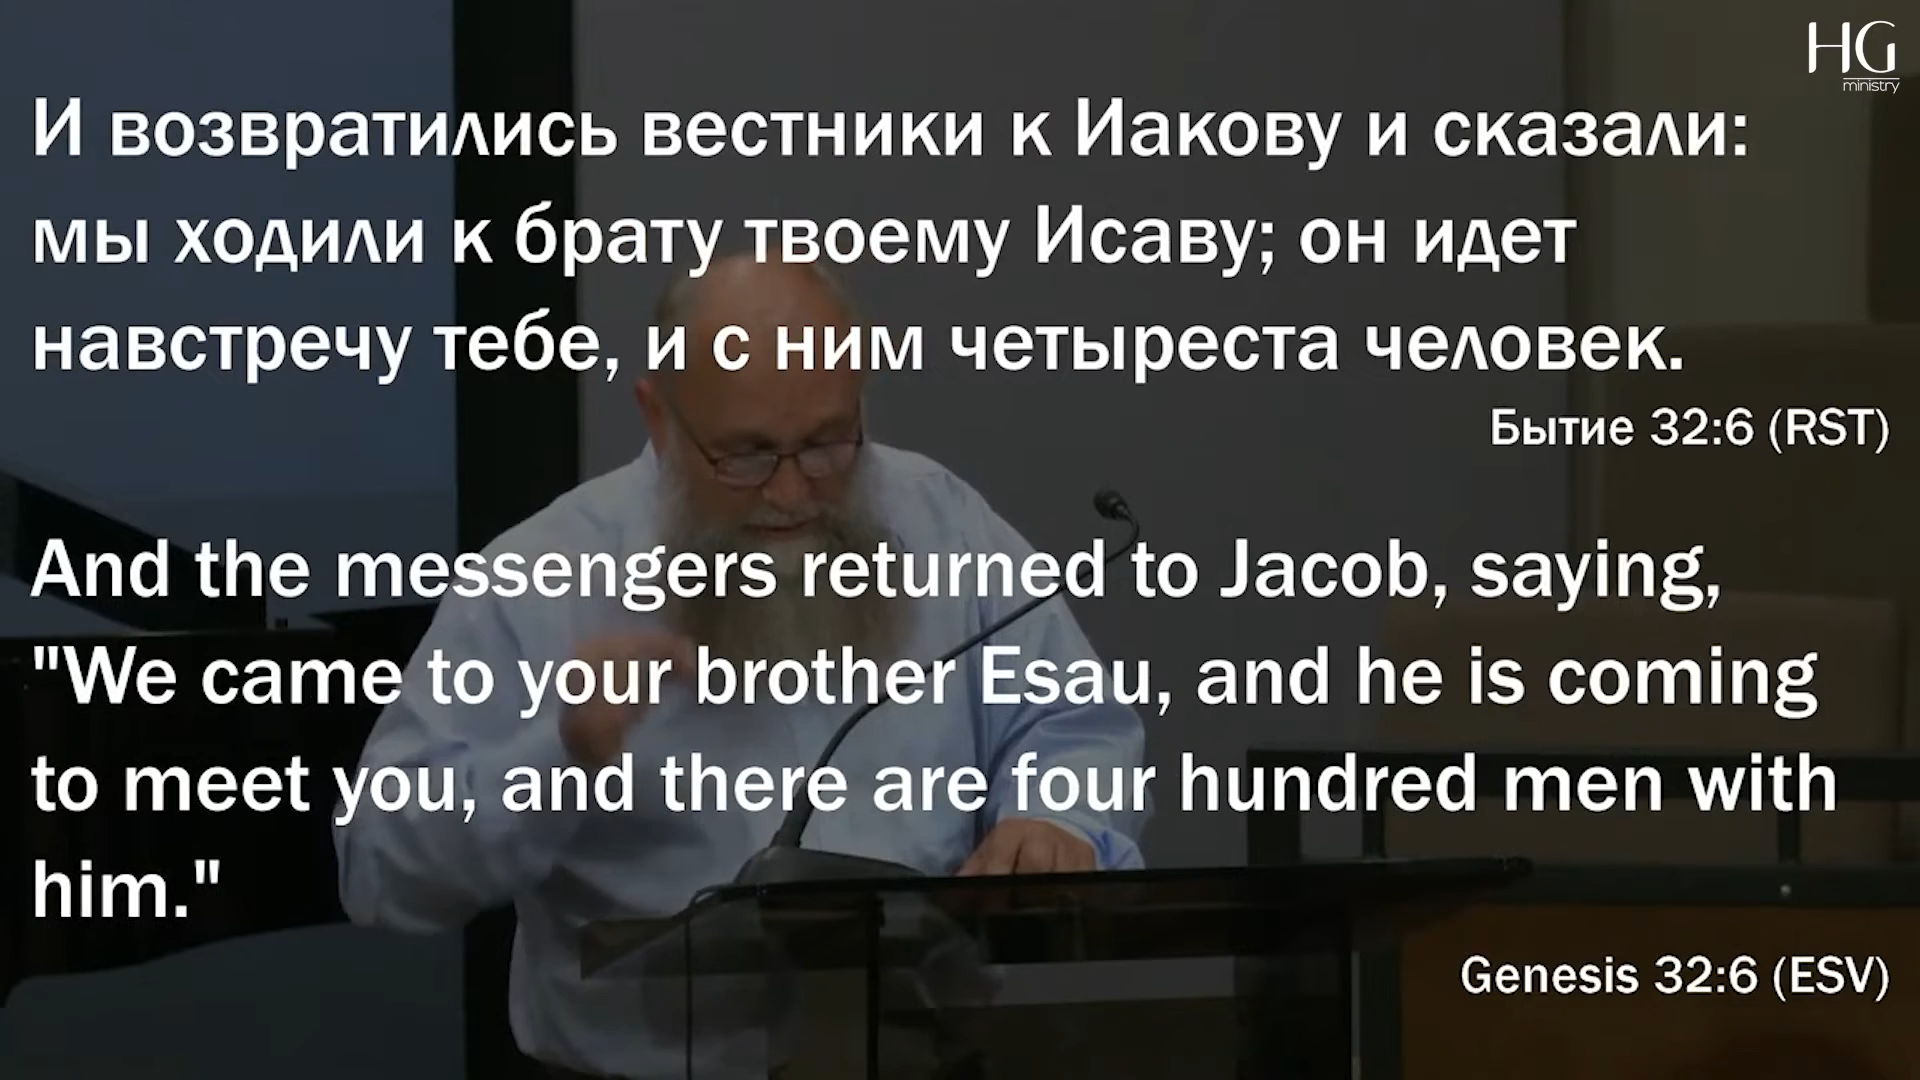 HG
ministry
И возвратились вестники к Иакову и сказали:
мы ходили к брату твоему Исаву; он идет
навстречу тебе, и с ним четыреста человек.
Бытие 32:6 (RST)
And the messengers returned to Jacob, saying,
"We came to your brother Esau, and he is coming
to meet you, and there are four hundred men with
him."
Genesis 32:6 (ESV)